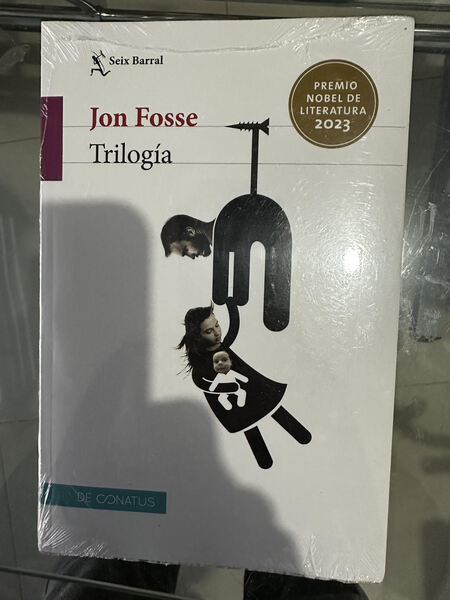 Seix Barral
PREMIO
NOBEL DE
LITERATURA
2023
Jon Fosse
Trilogía
DE CONATUS